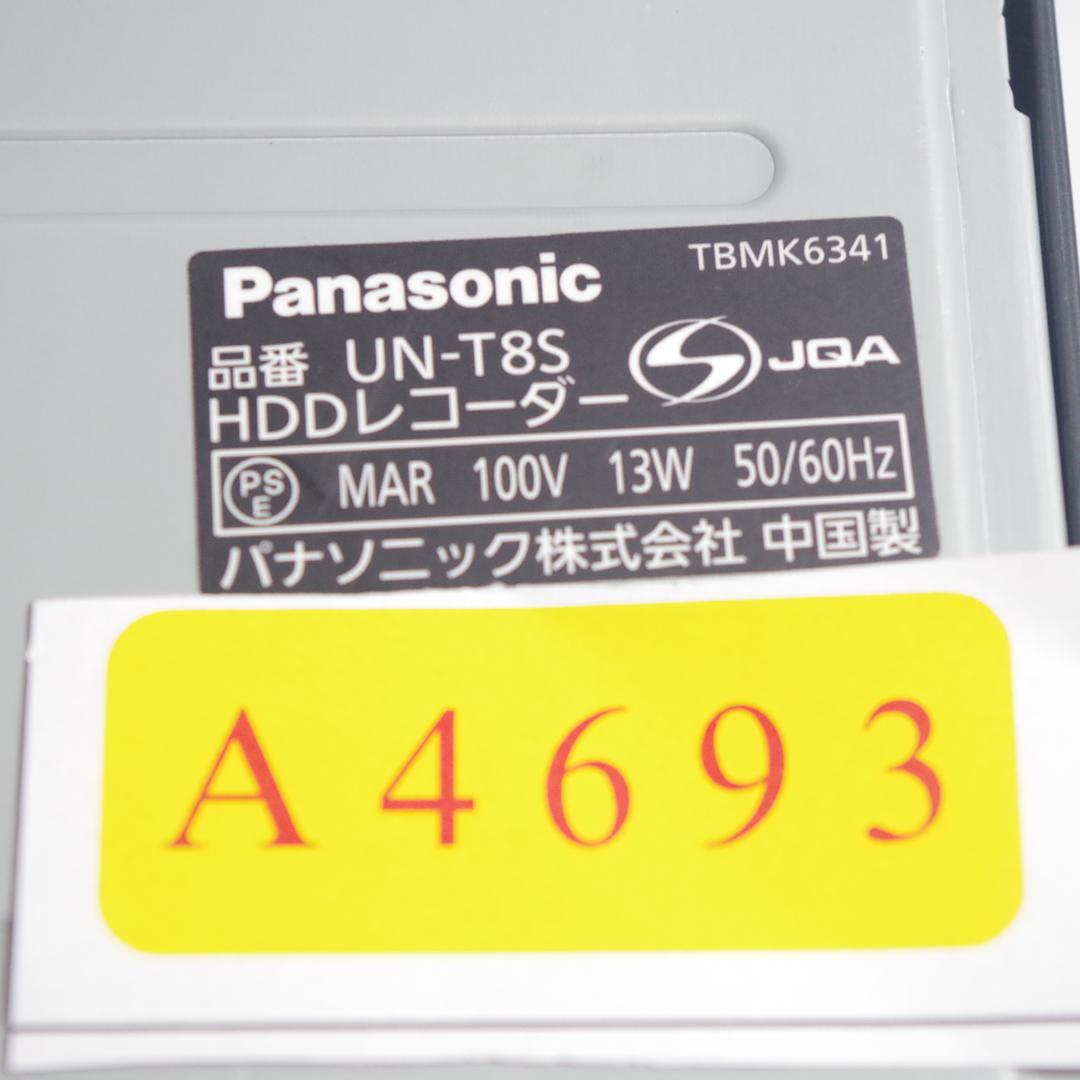 Panasonic TBMK6341
品番 UN-T8S JQA
HDDレコーダー
PSE MAR 100V 13W 50/60Hz
パナソニック株式会社 中国製
A4693